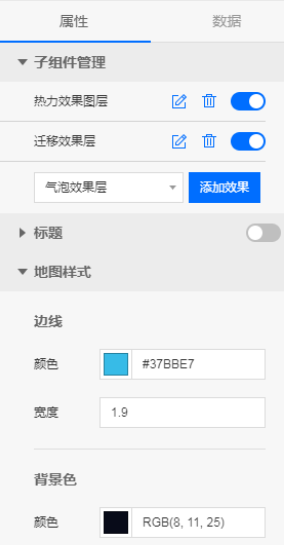 属性 数据
子组件管理
热力效果图层
迁移效果层
气泡效果层 添加效果
标题
地图样式
边线
颜色 #37BBE7
宽度 1.9
背景色
颜色 RGB(8, 11, 25)